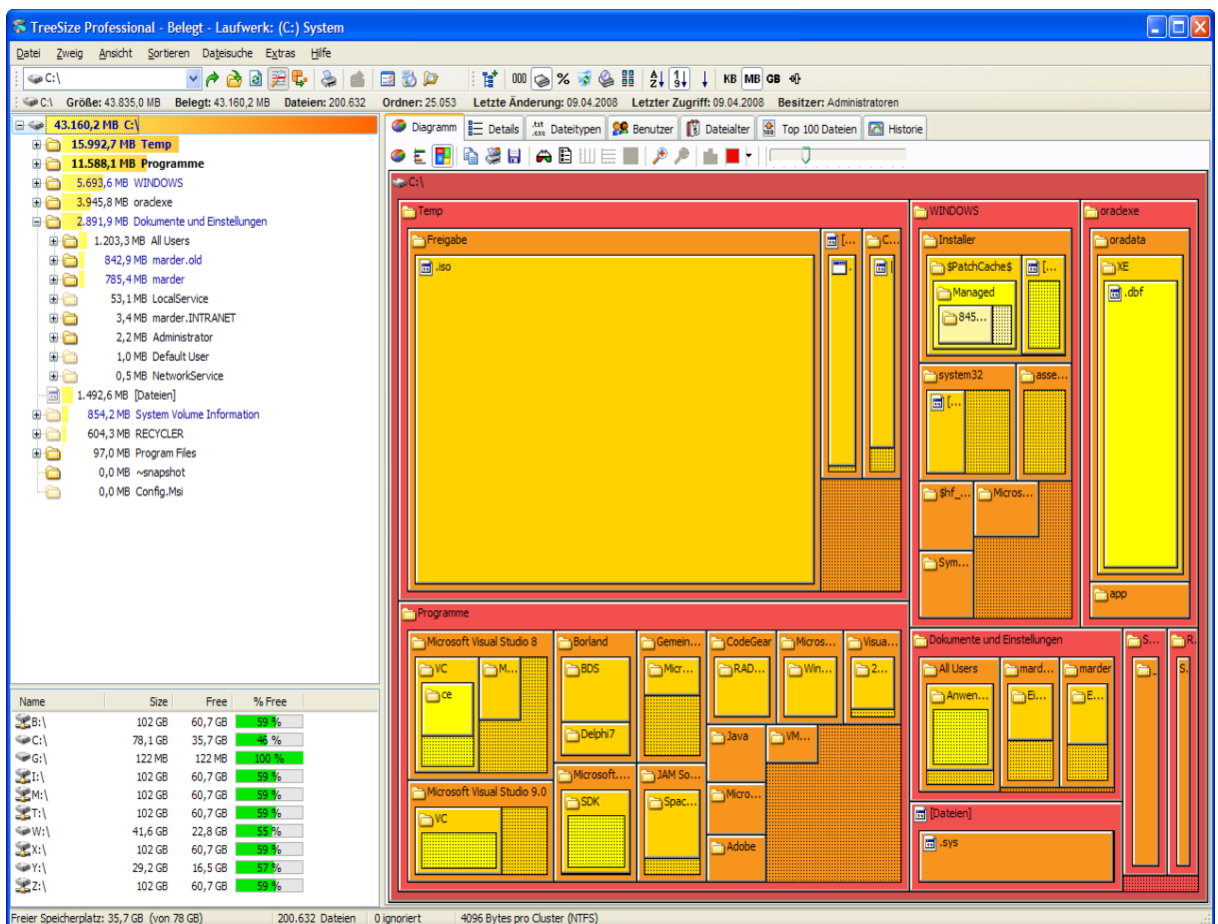 TreeSize Professional - Belegt - Laufwerk: (C:) System
Datei Zweig Ansicht Sortieren Dateisuche Extras Hilfe
C:\ 000 % KB MB GB
C:\ Größe: 43.835,0 MB Belegt: 43.160,2 MB Dateien: 200.632 Ordner: 25.053 Letzte Änderung: 09.04.2008 Letzter Zugriff: 09.04.2008 Besitzer: Administratoren
43.160,2 MB C:\
15.992,7 MB Temp
11.588,1 MB Programme
5.693,6 MB WINDOWS
3.945,8 MB oradexe
2.891,9 MB Dokumente und Einstellungen
1.203,3 MB All Users
842,9 MB marder.old
785,4 MB marder
53,1 MB LocalService
3,4 MB marder.INTRANET
2,2 MB Administrator
1,0 MB Default User
0,5 MB NetworkService
1.492,6 MB [Dateien]
854,2 MB System Volume Information
604,3 MB RECYCLER
97,0 MB Program Files
0,0 MB ~snapshot
0,0 MB Config.Msi
Name Size Free % Free
B:\ 102 GB 60,7 GB 59 %
C:\ 78,1 GB 35,7 GB 46 %
G:\ 122 MB 122 MB 100 %
I:\ 102 GB 60,7 GB 59 %
M:\ 102 GB 60,7 GB 59 %
T:\ 102 GB 60,7 GB 59 %
W:\ 41,6 GB 22,8 GB 55 %
X:\ 102 GB 60,7 GB 59 %
Y:\ 29,2 GB 16,5 GB 57 %
Z:\ 102 GB 60,7 GB 59 %
Diagramm Details Dateitypen Benutzer Dateialter Top 100 Dateien Historie
C:\
Temp
Freigabe
.iso
[...
C...
.
[
WINDOWS
Installer
$PatchCache$
[...
Managed
845...
system32
asse...
[...
$hf_...
Micros...
Sym...
oradexe
oradata
XE
.dbf
app
Programme
Microsoft Visual Studio 8
VC
M...
ce
Microsoft Visual Studio 9.0
VC
Borland
BDS
Delphi7
Microsoft....
SDK
Gemein...
Micr...
JAM So...
Spac...
CodeGear
RAD...
Micros...
Win...
Visua...
2...
Java
VM...
Micro...
Adobe
Dokumente und Einstellungen
All Users
Anwen...
mard...
Ei...
marder
E...
[Dateien]
.sys
S...
_
R.
S.
Freier Speicherplatz: 35,7 GB (von 78 GB) 200.632 Dateien 0 ignoriert 4096 Bytes pro Cluster (NTFS)